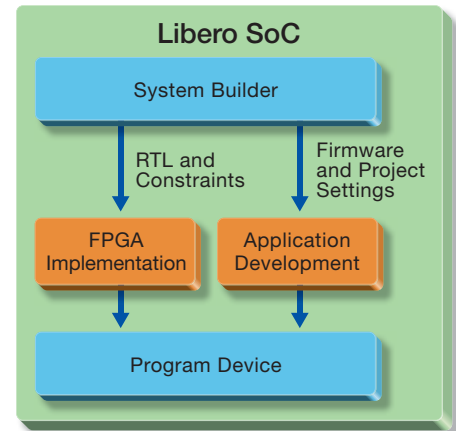 Libero SoC
System Builder
RTL and
Constraints
Firmware
and Project
Settings
FPGA
Implementation
Application
Development
Program Device